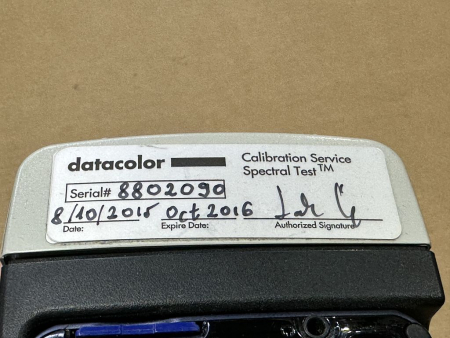 datacolor Calibration Service
Spectral Test™
Serial# 8802090
8/10/2015 Oct 2016
Date: Expire Date: Authorized Signature